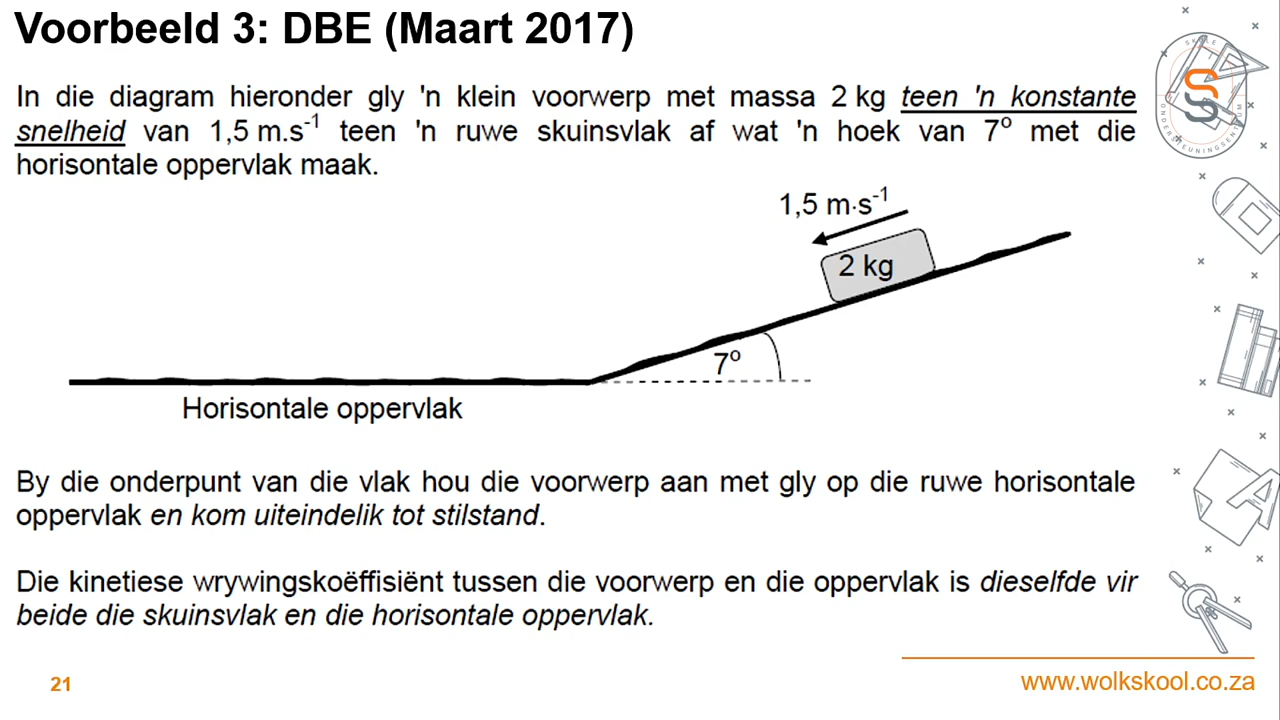 Voorbeeld 3: DBE (Maart 2017)
In die diagram hieronder gly 'n klein voorwerp met massa 2 kg teen 'n konstante
snelheid van 1,5 m.s⁻¹ teen 'n ruwe skuinsvlak af wat 'n hoek van 7° met die
horisontale oppervlak maak.
1,5 m·s⁻¹
2 kg
7°
Horisontale oppervlak
By die onderpunt van die vlak hou die voorwerp aan met gly op die ruwe horisontale
oppervlak en kom uiteindelik tot stilstand.
Die kinetiese wrywingskoëffisiënt tussen die voorwerp en die oppervlak is dieselfde vir
beide die skuinsvlak en die horisontale oppervlak.
21
www.wolkskool.co.za
SKOLE
ONDERSTEUNINGSENTRUM